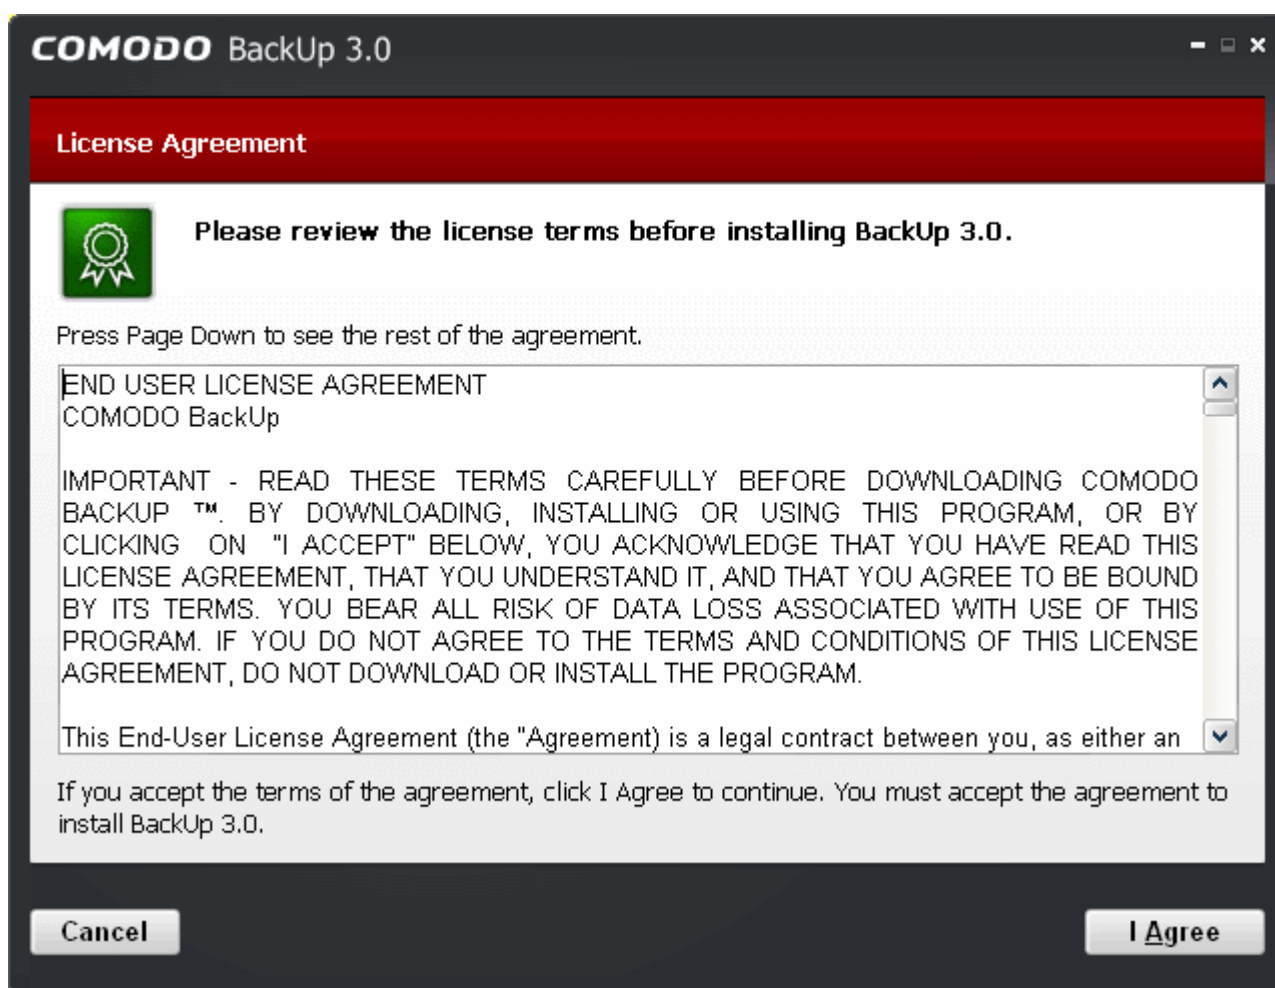 COMODO BackUp 3.0
License Agreement
Please review the license terms before installing BackUp 3.0.
Press Page Down to see the rest of the agreement.
END USER LICENSE AGREEMENT
COMODO BackUp
IMPORTANT - READ THESE TERMS CAREFULLY BEFORE DOWNLOADING COMODO
BACKUP ™. BY DOWNLOADING, INSTALLING OR USING THIS PROGRAM, OR BY
CLICKING ON "I ACCEPT" BELOW, YOU ACKNOWLEDGE THAT YOU HAVE READ THIS
LICENSE AGREEMENT, THAT YOU UNDERSTAND IT, AND THAT YOU AGREE TO BE BOUND
BY ITS TERMS. YOU BEAR ALL RISK OF DATA LOSS ASSOCIATED WITH USE OF THIS
PROGRAM. IF YOU DO NOT AGREE TO THE TERMS AND CONDITIONS OF THIS LICENSE
AGREEMENT, DO NOT DOWNLOAD OR INSTALL THE PROGRAM.
This End-User License Agreement (the "Agreement) is a legal contract between you, as either an
If you accept the terms of the agreement, click I Agree to continue. You must accept the agreement to
install BackUp 3.0.
Cancel
I Agree